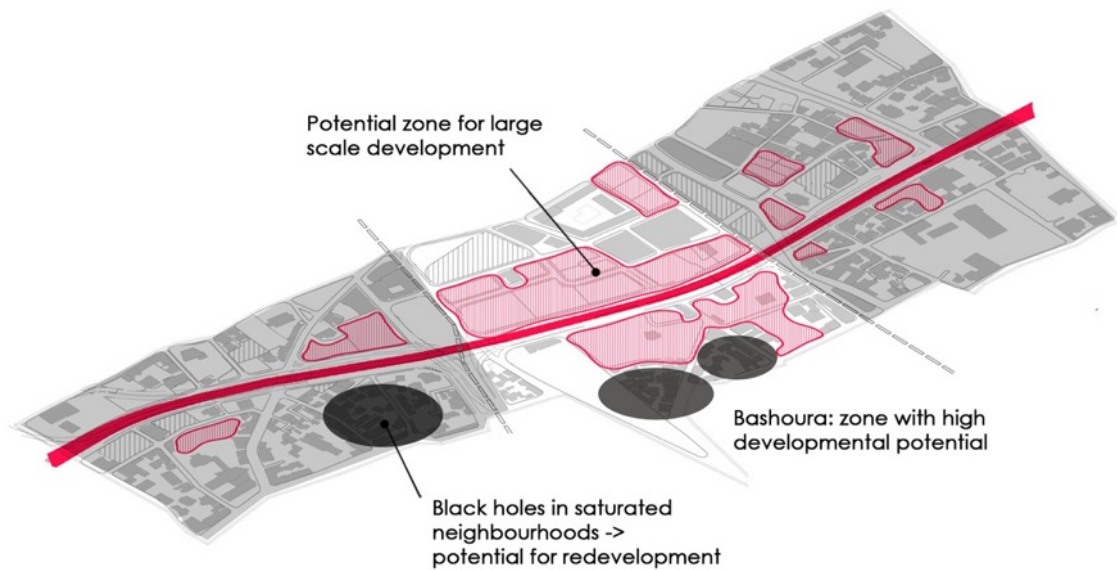 Potential zone for large
scale development
Bashoura: zone with high
developmental potential
Black holes in saturated
neighbourhoods ->
potential for redevelopment